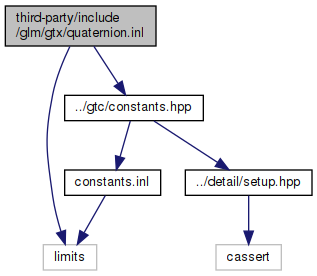 third-party/include
/glm/gtx/quaternion.inl
../gtc/constants.hpp
constants.inl
../detail/setup.hpp
limits
cassert